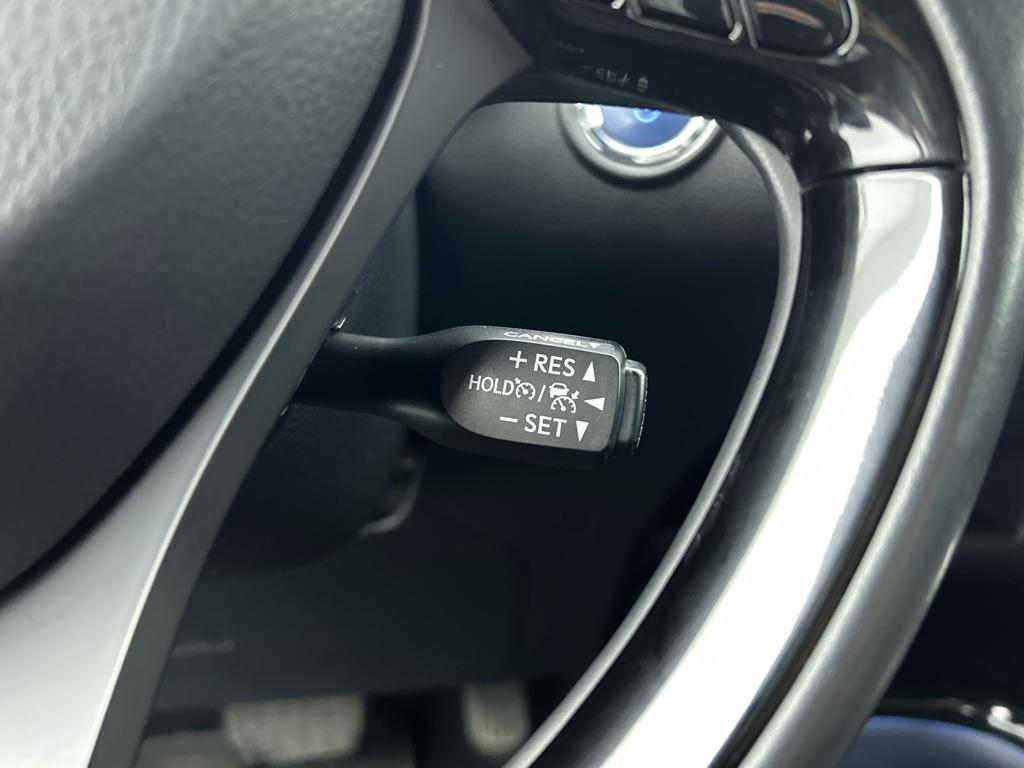 CANCEL▼
+ RES ▲
HOLD / ◄
− SET ▼